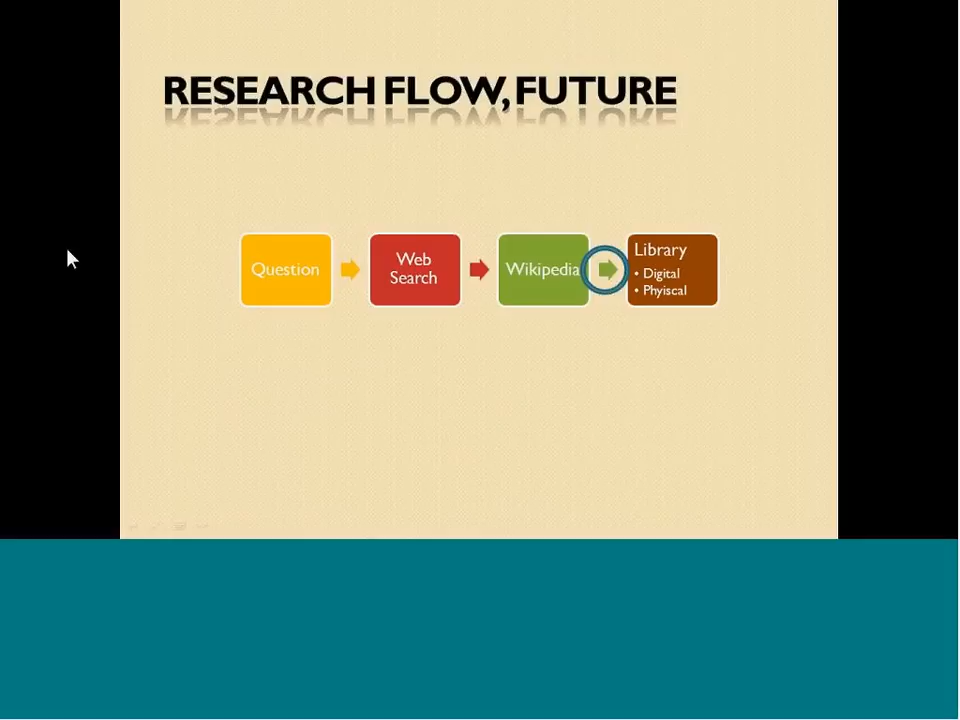 RESEARCH FLOW, FUTURE
Question
Web
Search
Wikipedia
Library
• Digital
• Phyiscal